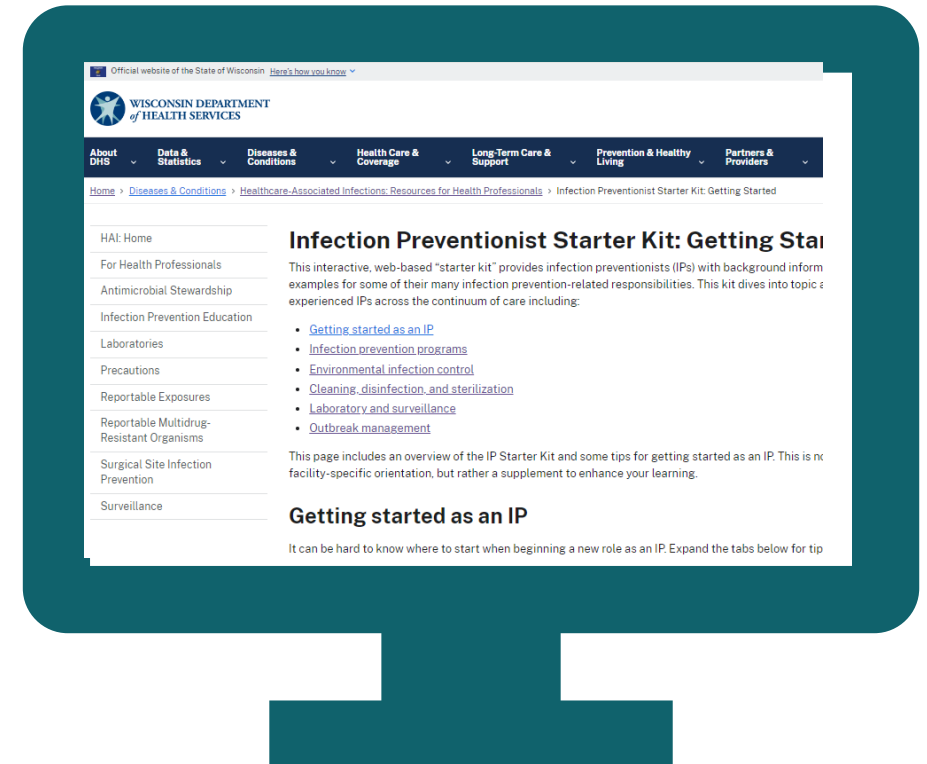 Official website of the State of Wisconsin Here's how you know
WISCONSIN DEPARTMENT
of HEALTH SERVICES
About DHS
Data & Statistics
Diseases & Conditions
Health Care & Coverage
Long-Term Care & Support
Prevention & Healthy Living
Partners & Providers
Home > Diseases & Conditions > Healthcare-Associated Infections: Resources for Health Professionals > Infection Preventionist Starter Kit: Getting Started
HAI: Home
For Health Professionals
Antimicrobial Stewardship
Infection Prevention Education
Laboratories
Precautions
Reportable Exposures
Reportable Multidrug-
Resistant Organisms
Surgical Site Infection
Prevention
Surveillance
Infection Preventionist Starter Kit: Getting Star
This interactive, web-based “starter kit” provides infection preventionists (IPs) with background inform
examples for some of their many infection prevention-related responsibilities. This kit dives into topic a
experienced IPs across the continuum of care including:
• Getting started as an IP
• Infection prevention programs
• Environmental infection control
• Cleaning, disinfection, and sterilization
• Laboratory and surveillance
• Outbreak management
This page includes an overview of the IP Starter Kit and some tips for getting started as an IP. This is no
facility-specific orientation, but rather a supplement to enhance your learning.
Getting started as an IP
It can be hard to know where to start when beginning a new role as an IP. Expand the tabs below for tip